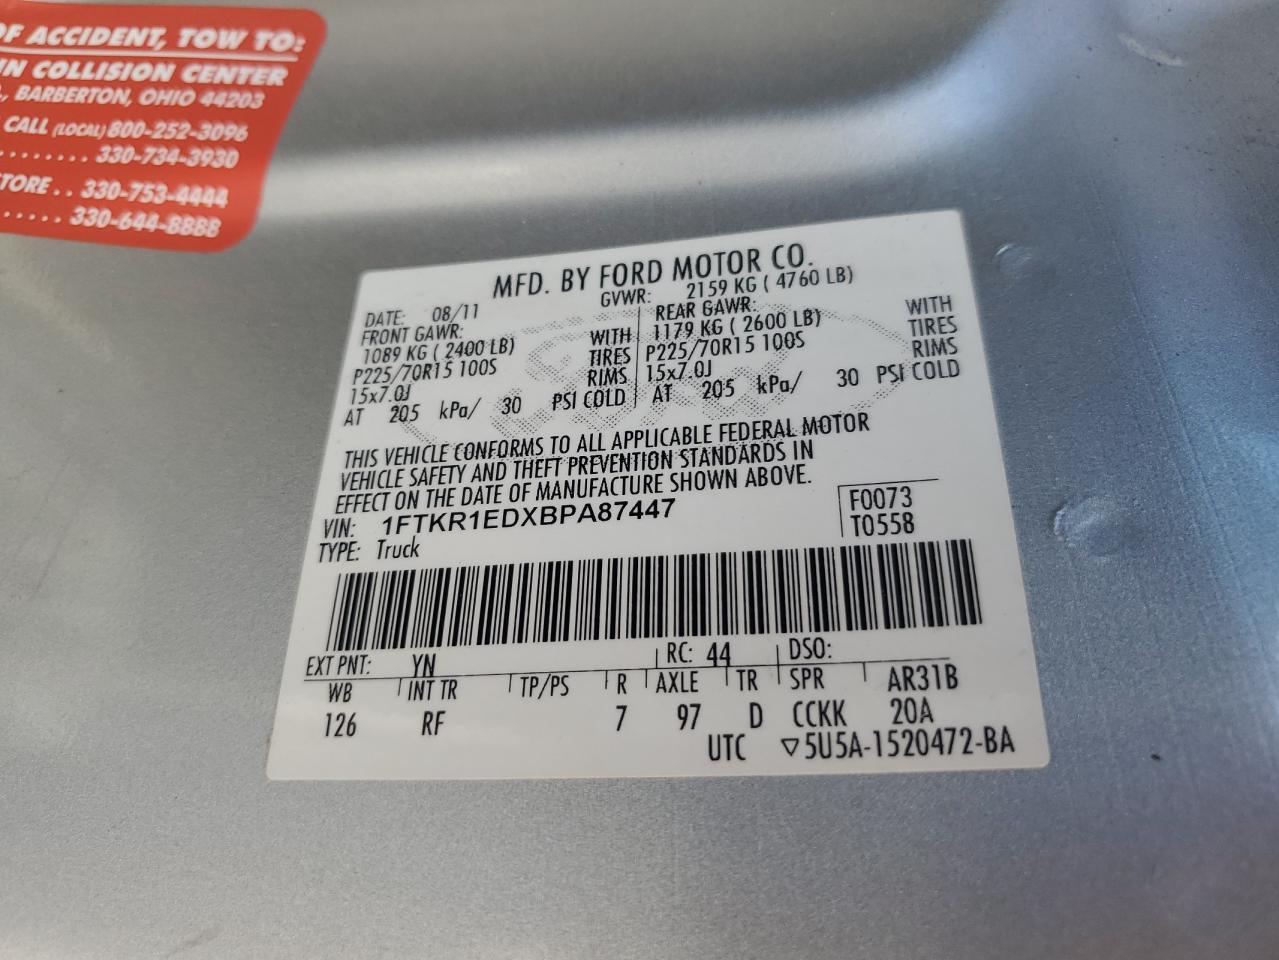 OF ACCIDENT, TOW TO:
IN COLLISION CENTER
BARBERTON, OHIO 44203
CALL (LOCAL) 800-252-3096
........ 330-734-3930
STORE .. 330-753-4444
..... 330-644-8888
MFD. BY FORD MOTOR CO.
DATE: 08/11 GVWR: 2159 KG ( 4760 LB)
FRONT GAWR: REAR GAWR:
1089 KG ( 2400 LB) WITH 1179 KG ( 2600 LB) WITH
P225/70R15 100S TIRES P225/70R15 100S TIRES
15x7.0J RIMS 15x7.0J RIMS
AT 205 kPa/ 30 PSI COLD AT 205 kPa/ 30 PSI COLD
THIS VEHICLE CONFORMS TO ALL APPLICABLE FEDERAL MOTOR
VEHICLE SAFETY AND THEFT PREVENTION STANDARDS IN
EFFECT ON THE DATE OF MANUFACTURE SHOWN ABOVE.
VIN: 1FTKR1EDXBPA87447 F0073
TYPE: Truck T0558
EXT PNT: YN RC: 44 DSO:
WB INT TR TP/PS R AXLE TR SPR AR31B
126 RF 7 97 D CCKK 20A
UTC ▽5U5A-1520472-BA